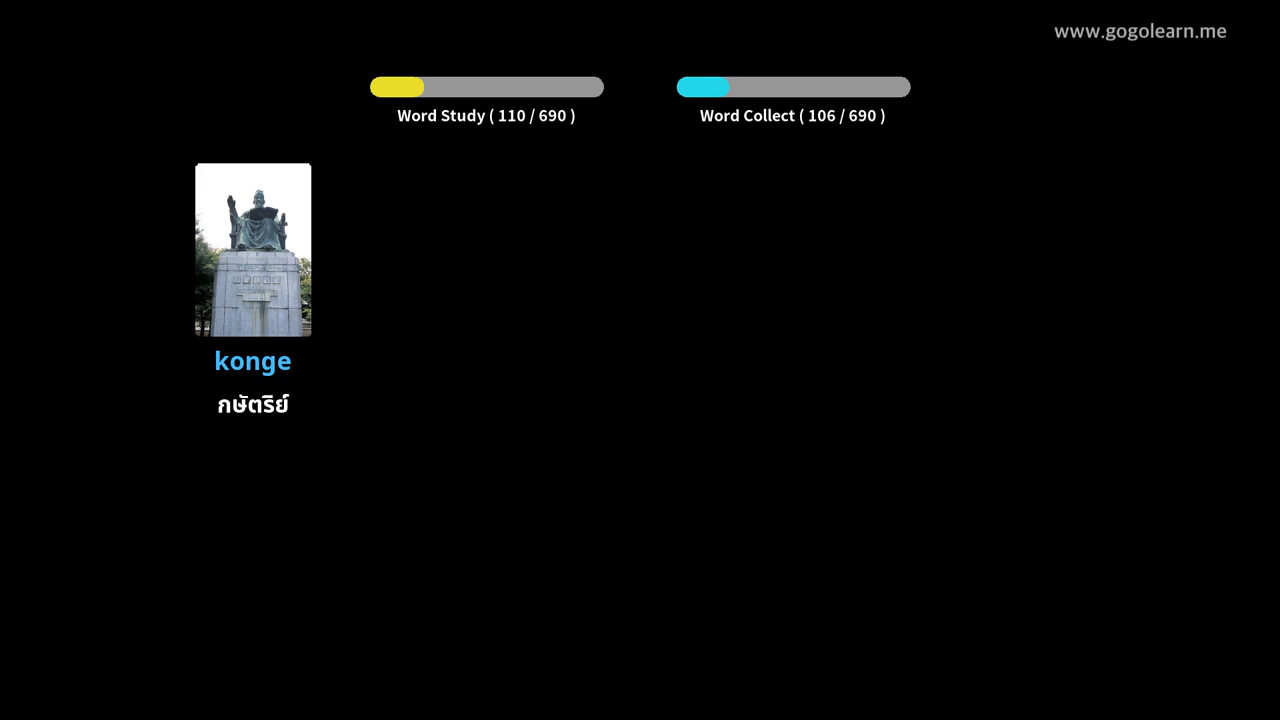 www.gogolearn.me
Word Study ( 110 / 690 )
Word Collect ( 106 / 690 )
konge
กษัตริย์